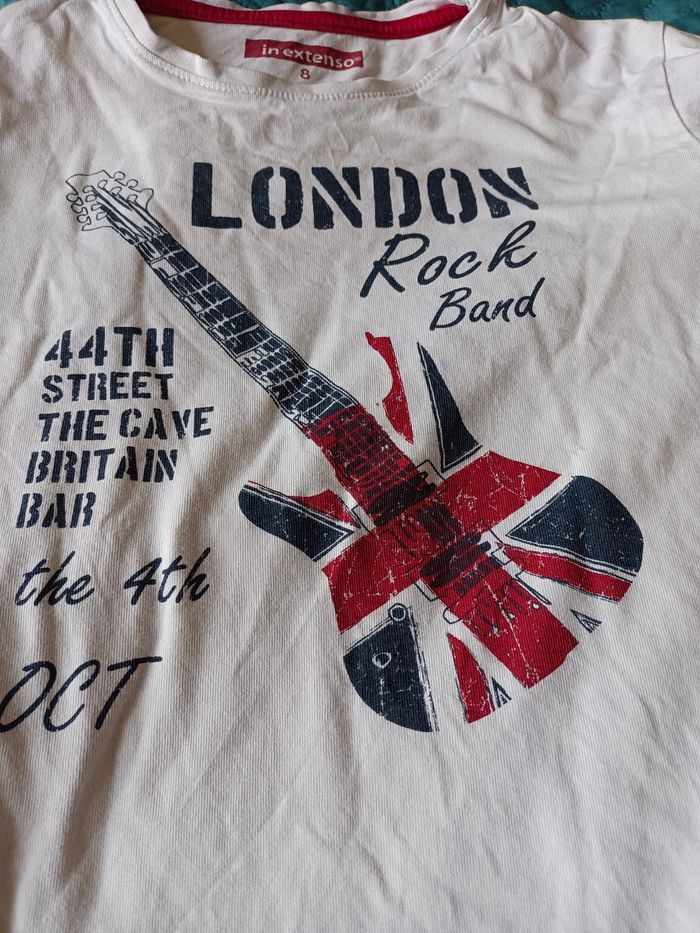 in extenso
8
LONDON
Rock
Band
44TH
STREET
THE CAVE
BRITAIN
BAR
the 4th
OCT